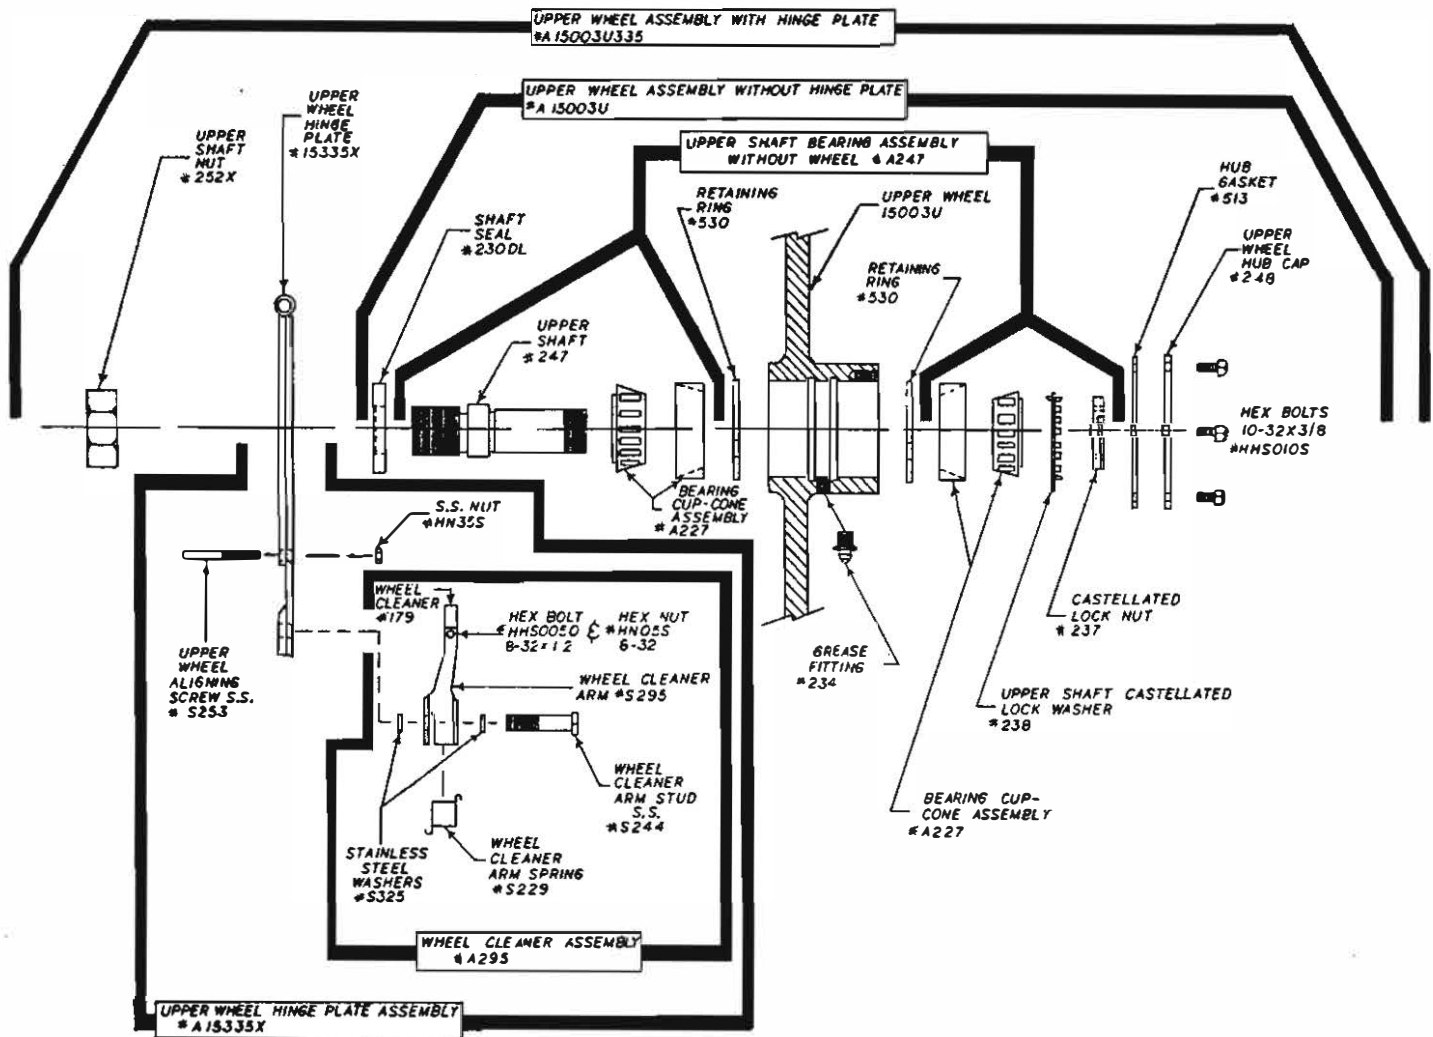 UPPER WHEEL ASSEMBLY WITH HINGE PLATE
#A15003U335
UPPER WHEEL ASSEMBLY WITHOUT HINGE PLATE
#A 15003U
UPPER SHAFT BEARING ASSEMBLY
WITHOUT WHEEL #A247
UPPER
WHEEL
HINGE
PLATE
#15335X
UPPER
SHAFT
NUT
#252X
SHAFT
SEAL
#230DL
RETAINING
RING
#530
UPPER WHEEL
15003U
HUB
GASKET
#513
UPPER
WHEEL
HUB CAP
#248
RETAINING
RING
#530
UPPER
SHAFT
#247
HEX BOLTS
10-32X3/8
#HHS010S
BEARING
CUP-CONE
ASSEMBLY
#A227
S.S. NUT
#HN35S
WHEEL
CLEANER
#179
HEX BOLT
#HHS0050
8-32×12
&
HEX NUT
#HN05S
6-32
UPPER
WHEEL
ALIGNING
SCREW S.S.
# S253
WHEEL CLEANER
ARM #S295
GREASE
FITTING
#234
CASTELLATED
LOCK NUT
#237
UPPER SHAFT CASTELLATED
LOCK WASHER
#238
WHEEL
CLEANER
ARM STUD
S.S.
#S244
BEARING CUP-
CONE ASSEMBLY
#A227
STAINLESS
STEEL
WASHERS
#S325
WHEEL
CLEANER
ARM SPRING
#S229
WHEEL CLEANER ASSEMBLY
#A295
UPPER WHEEL HINGE PLATE ASSEMBLY
#A15335X